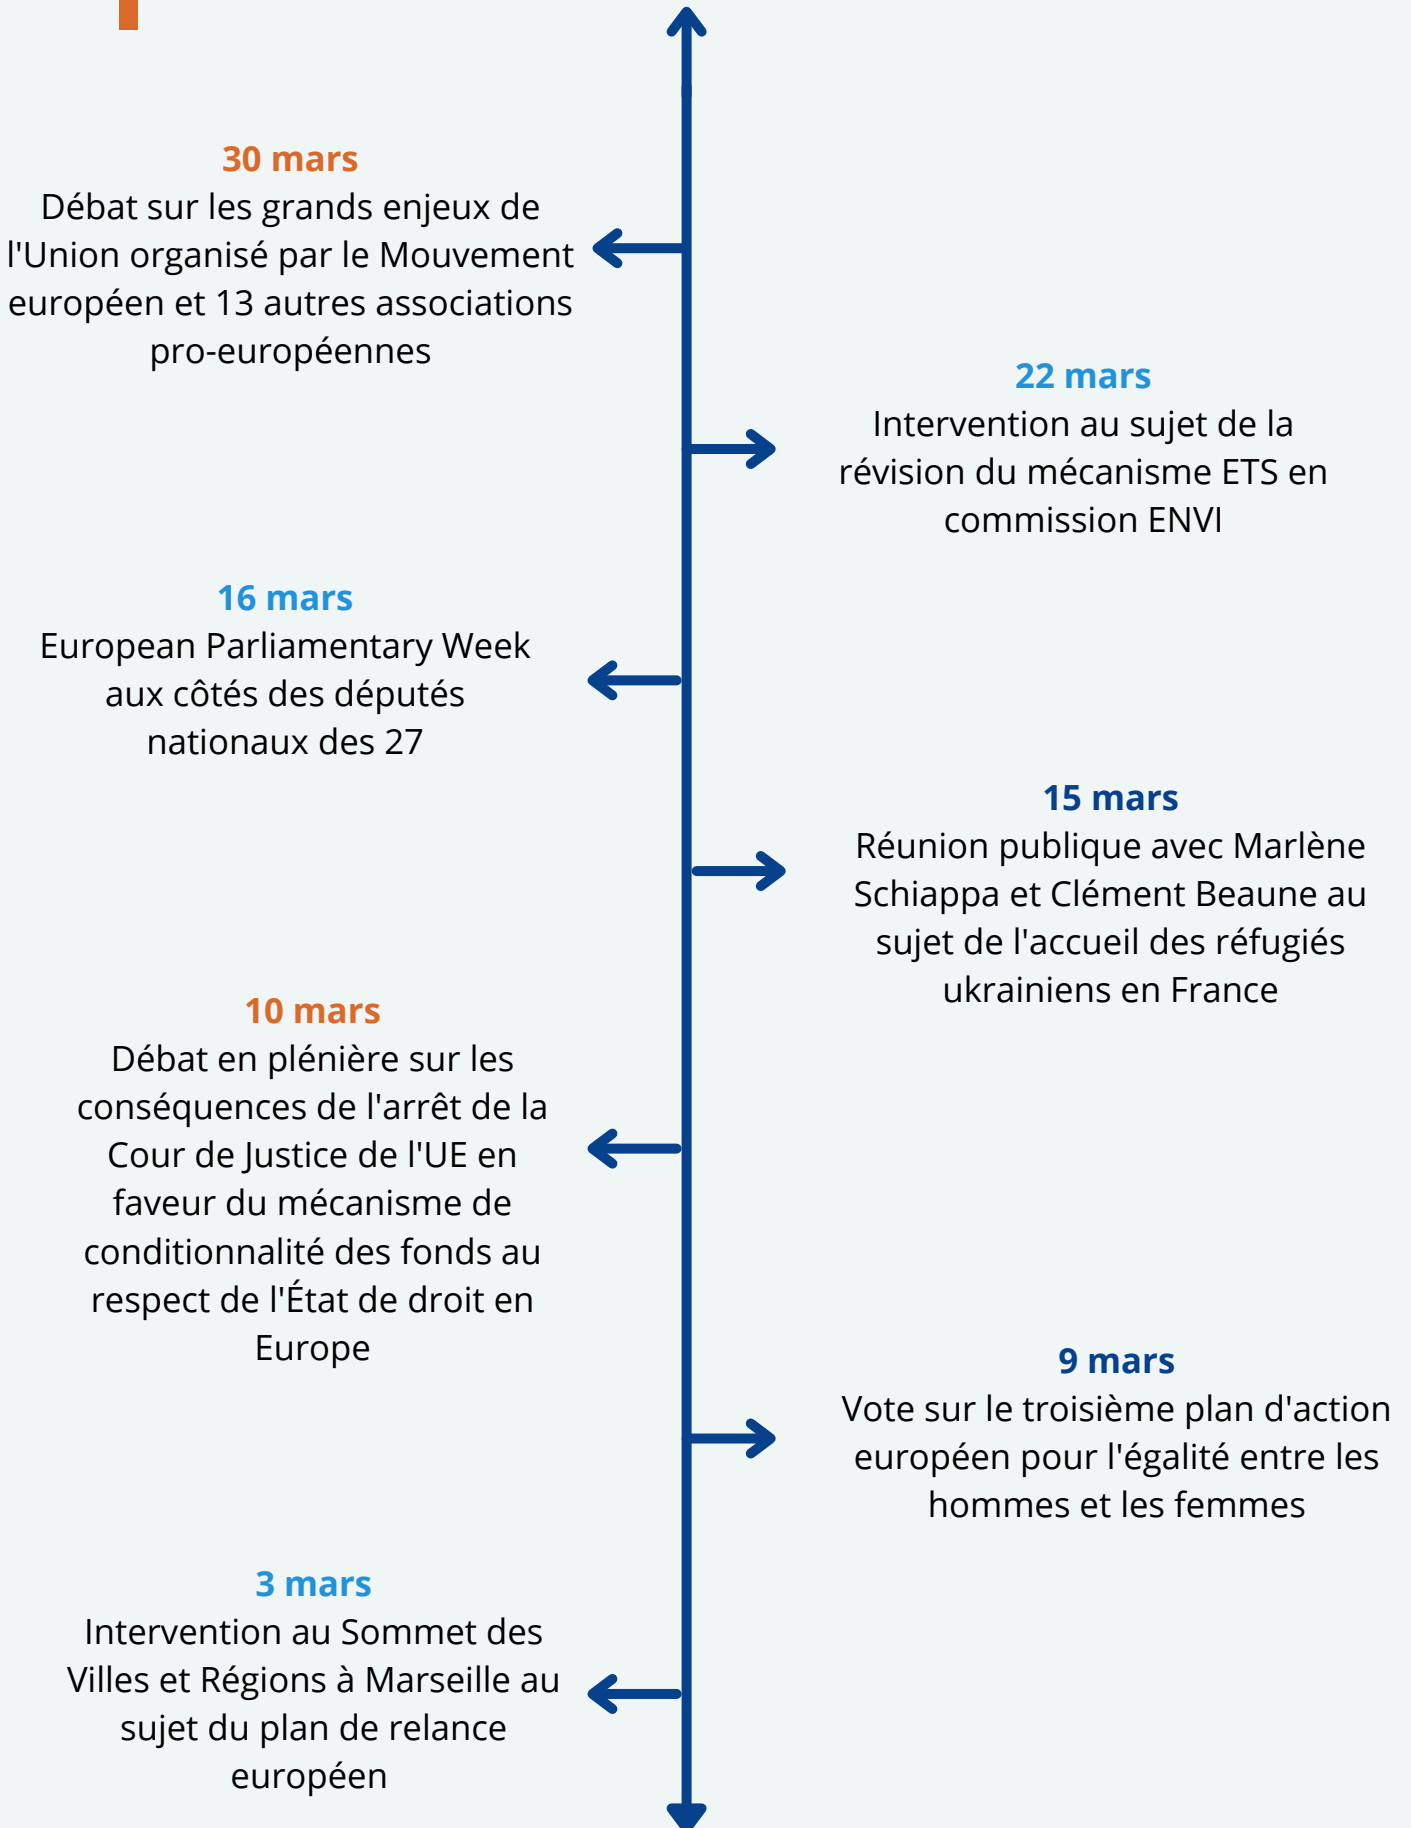 30 mars
Débat sur les grands enjeux de
l'Union organisé par le Mouvement
européen et 13 autres associations
pro-européennes
22 mars
Intervention au sujet de la
révision du mécanisme ETS en
commission ENVI
16 mars
European Parliamentary Week
aux côtés des députés
nationaux des 27
15 mars
Réunion publique avec Marlène
Schiappa et Clément Beaune au
sujet de l'accueil des réfugiés
ukrainiens en France
10 mars
Débat en plénière sur les
conséquences de l'arrêt de la
Cour de Justice de l'UE en
faveur du mécanisme de
conditionnalité des fonds au
respect de l'État de droit en
Europe
9 mars
Vote sur le troisième plan d'action
européen pour l'égalité entre les
hommes et les femmes
3 mars
Intervention au Sommet des
Villes et Régions à Marseille au
sujet du plan de relance
européen